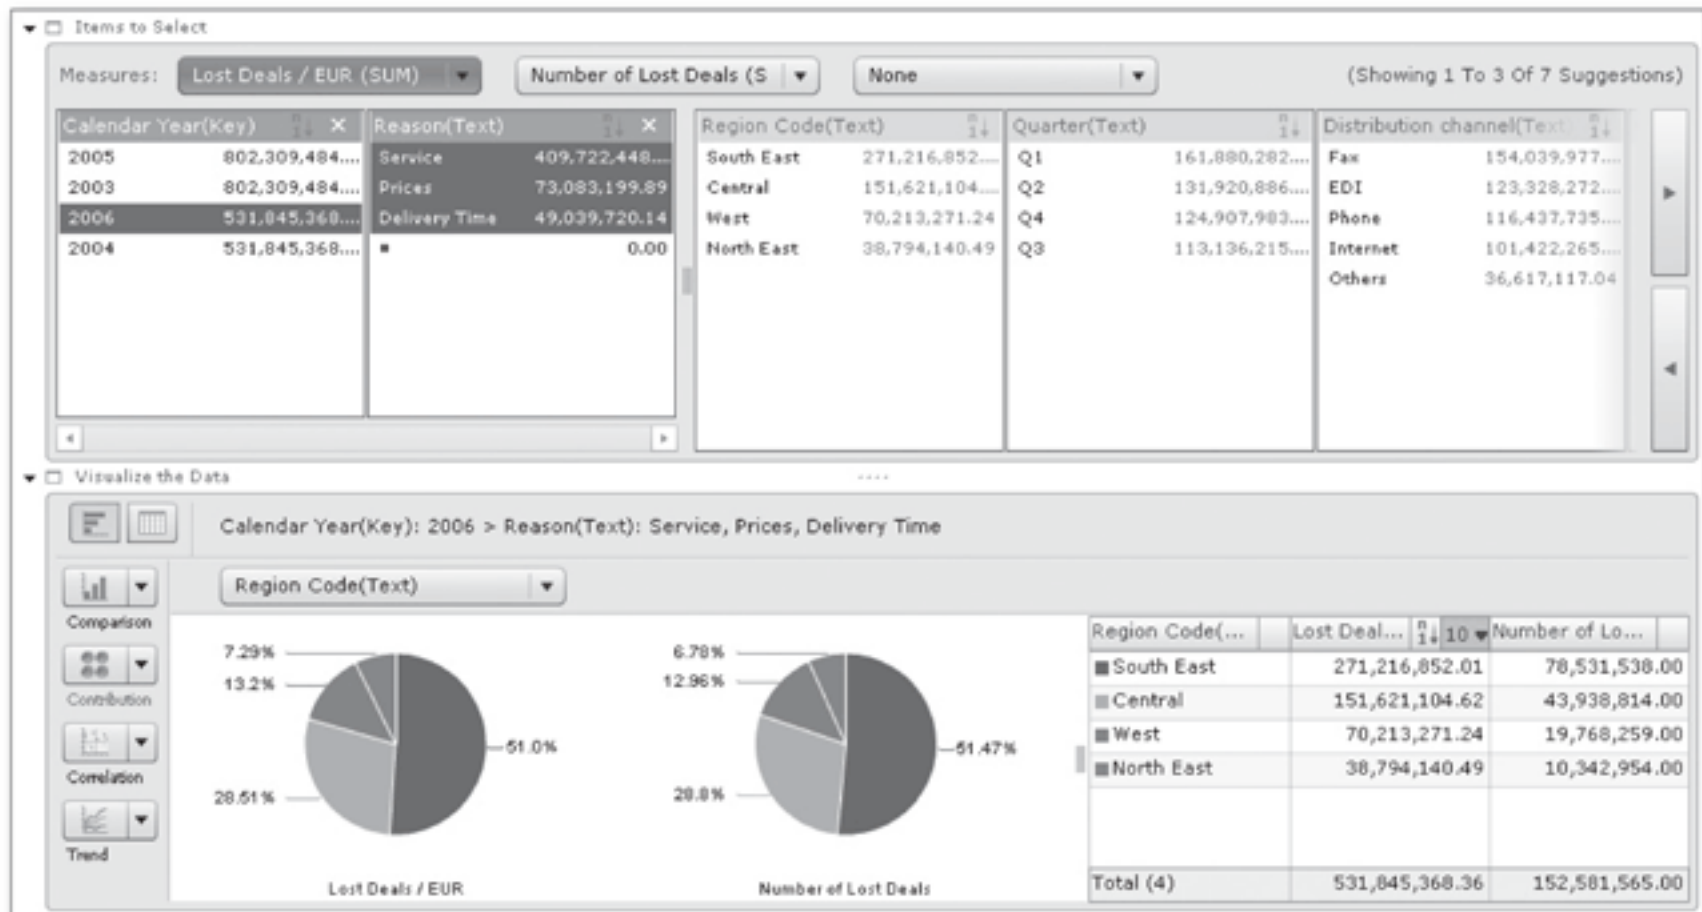 Items to Select
Measures: Lost Deals / EUR (SUM) Number of Lost Deals (S None (Showing 1 To 3 Of 7 Suggestions)
Calendar Year(Key) Reason(Text) Region Code(Text) Quarter(Text) Distribution channel(Text)
2005 802,309,484.... Service 409,722,448.... South East 271,216,852.... Q1 161,880,282.... Fax 154,039,977....
2003 802,309,484.... Prices 73,083,199.89 Central 151,621,104.... Q2 131,920,886.... EDI 123,328,272....
2006 531,845,368.... Delivery Time 49,039,720.14 West 70,213,271.24 Q4 124,907,983.... Phone 116,437,735....
2004 531,845,368.... 0.00 North East 38,794,140.49 Q3 113,136,215.... Internet 101,422,265....
Others 36,617,117.04
Visualize the Data
Calendar Year(Key): 2006 > Reason(Text): Service, Prices, Delivery Time
Region Code(Text)
Comparison
Contribution
Correlation
Trend
7.29%
13.2%
51.0%
28.51%
Lost Deals / EUR
6.78%
12.96%
51.47%
28.8%
Number of Lost Deals
Region Code(... Lost Deal... 10 Number of Lo...
South East 271,216,852.01 78,531,538.00
Central 151,621,104.62 43,938,814.00
West 70,213,271.24 19,768,259.00
North East 38,794,140.49 10,342,954.00
Total (4) 531,845,368.36 152,581,565.00